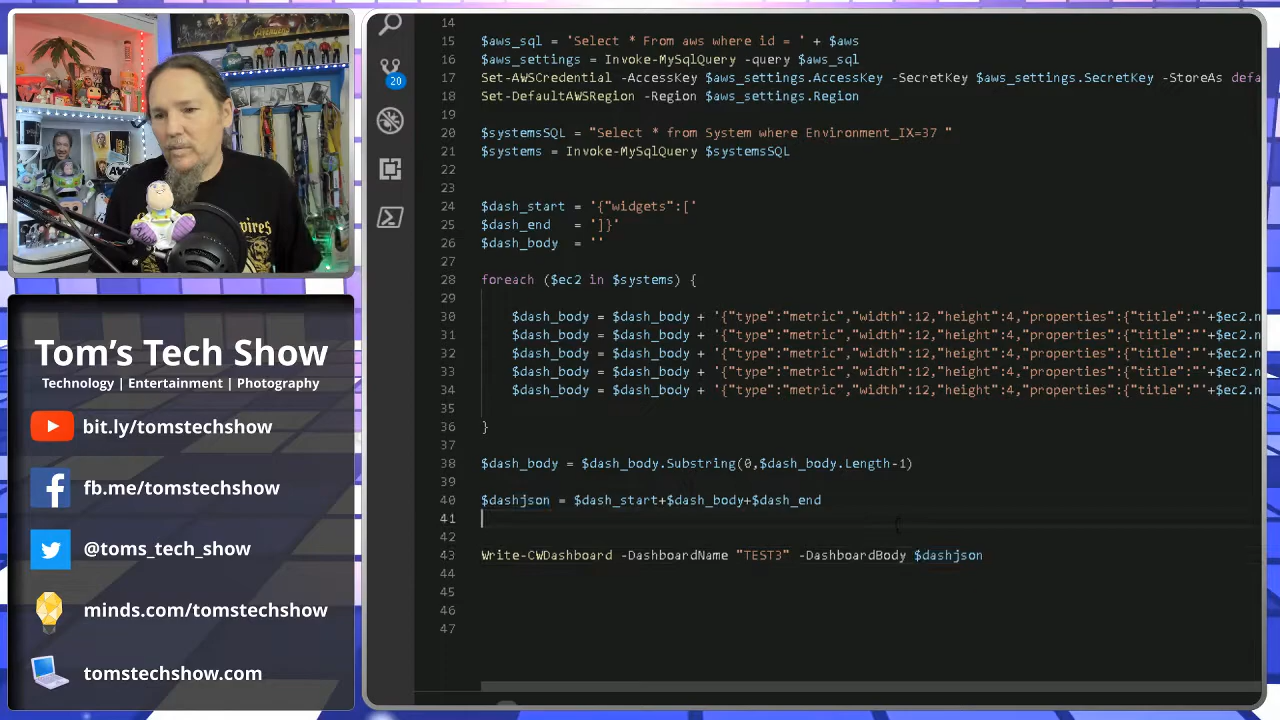 Tom's Tech Show
Technology | Entertainment | Photography
bit.ly/tomstechshow
fb.me/tomstechshow
@toms_tech_show
minds.com/tomstechshow
tomstechshow.com
20
14
15 $aws_sql = 'Select * From aws where id = ' + $aws
16 $aws_settings = Invoke-MySqlQuery -query $aws_sql
17 Set-AWSCredential -AccessKey $aws_settings.AccessKey -SecretKey $aws_settings.SecretKey -StoreAs defa
18 Set-DefaultAWSRegion -Region $aws_settings.Region
19
20 $systemsSQL = "Select * from System where Environment_IX=37 "
21 $systems = Invoke-MySqlQuery $systemsSQL
22
23
24 $dash_start = '{"widgets":['
25 $dash_end = ']}'
26 $dash_body = ''
27
28 foreach ($ec2 in $systems) {
29
30 $dash_body = $dash_body + '{"type":"metric","width":12,"height":4,"properties":{"title":"'+$ec2.n
31 $dash_body = $dash_body + '{"type":"metric","width":12,"height":4,"properties":{"title":"'+$ec2.n
32 $dash_body = $dash_body + '{"type":"metric","width":12,"height":4,"properties":{"title":"'+$ec2.n
33 $dash_body = $dash_body + '{"type":"metric","width":12,"height":4,"properties":{"title":"'+$ec2.n
34 $dash_body = $dash_body + '{"type":"metric","width":12,"height":4,"properties":{"title":"'+$ec2.n
35
36 }
37
38 $dash_body = $dash_body.Substring(0,$dash_body.Length-1)
39
40 $dashjson = $dash_start+$dash_body+$dash_end
41
42
43 Write-CWDashboard -DashboardName "TEST3" -DashboardBody $dashjson
44
45
46
47